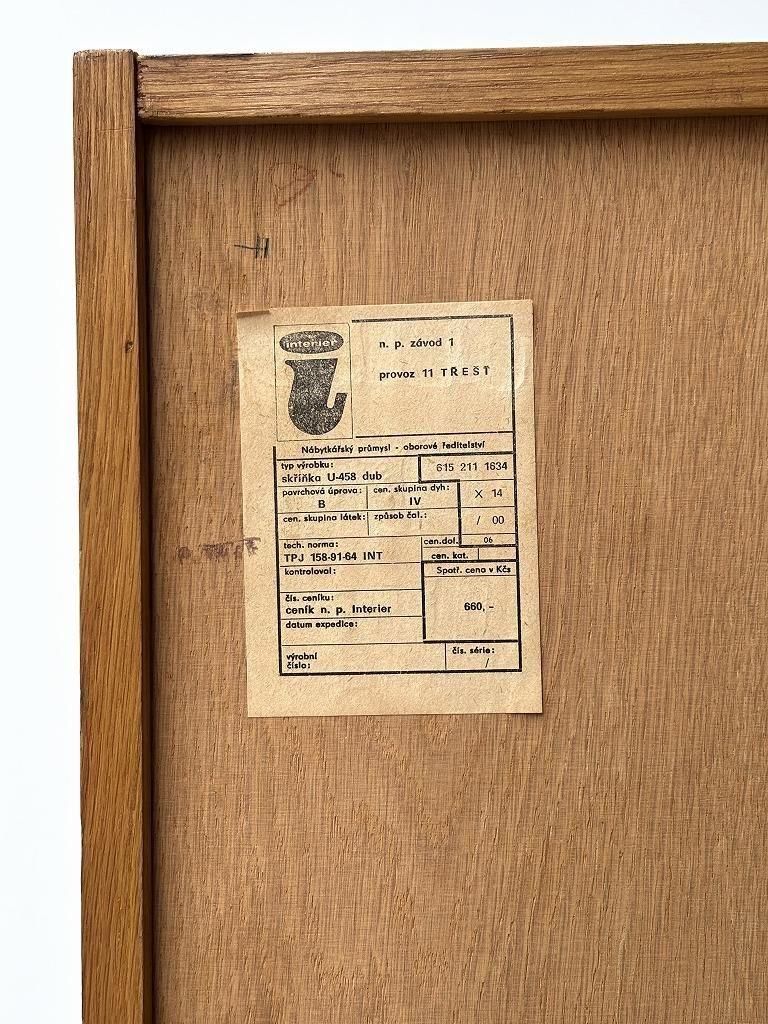 interier
n. p. závod 1
provoz 11 TŘEŠŤ
Nábytkářský průmysl - oborové ředitelství
typ výrobku:
skříňka U-458 dub
615 211 1634
povrchová úprava:
B
cen. skupina dyh:
IV
X 14
cen. skupina látek:
způsob čal.:
/ 00
tech. norma:
TPJ 158-91-64 INT
cen.dol.
06
cen. kat.
kontroloval:
Spotř. cena v Kčs
660,-
čís. ceníku:
ceník n. p. Interier
datum expedice:
výrobní
číslo:
čís. série:
/